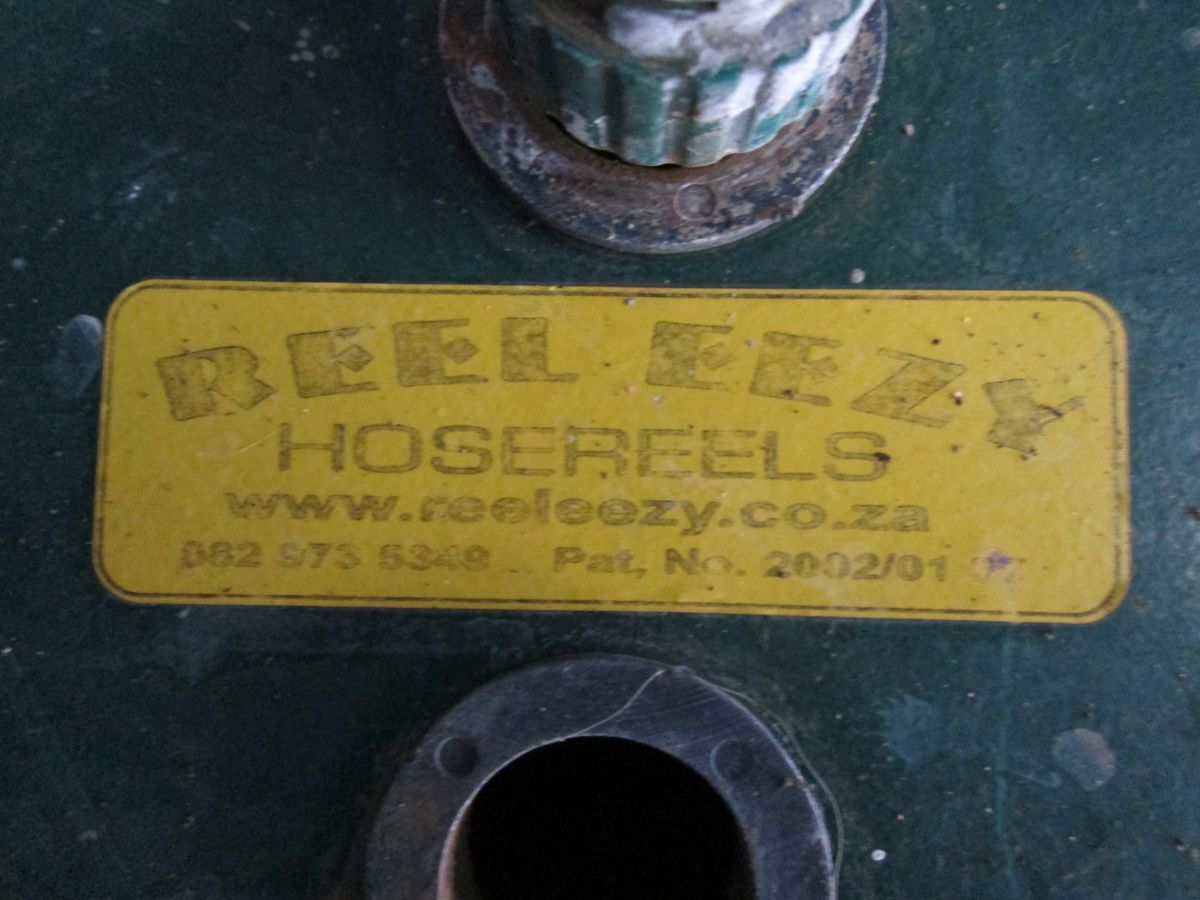 REEL EEZY
HOSEREELS
www.reeleezy.co.za
082 973 5349 Pat, No. 2002/01